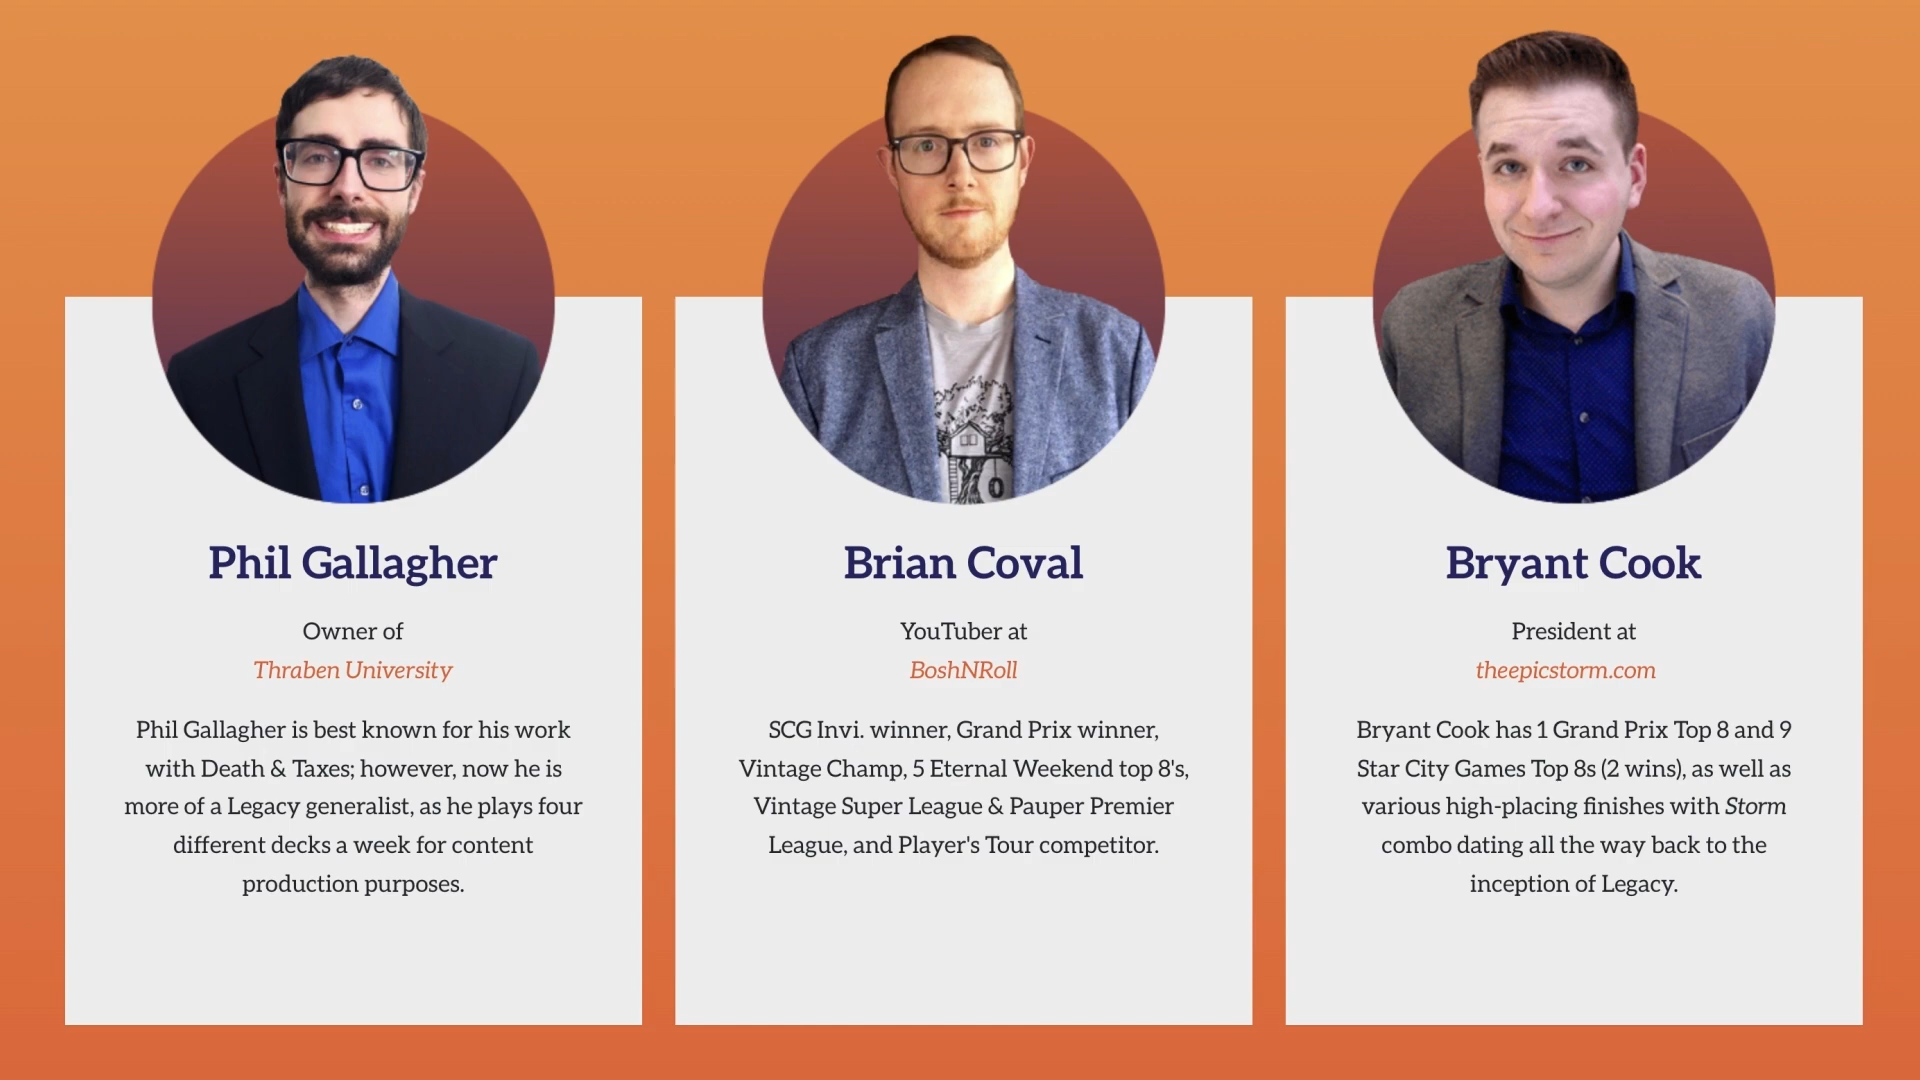 Phil Gallagher
Owner of
Thraben University
Phil Gallagher is best known for his work
with Death & Taxes; however, now he is
more of a Legacy generalist, as he plays four
different decks a week for content
production purposes.
Brian Coval
YouTuber at
BoshNRoll
SCG Invi. winner, Grand Prix winner,
Vintage Champ, 5 Eternal Weekend top 8's,
Vintage Super League & Pauper Premier
League, and Player's Tour competitor.
Bryant Cook
President at
theepicstorm.com
Bryant Cook has 1 Grand Prix Top 8 and 9
Star City Games Top 8s (2 wins), as well as
various high-placing finishes with Storm
combo dating all the way back to the
inception of Legacy.